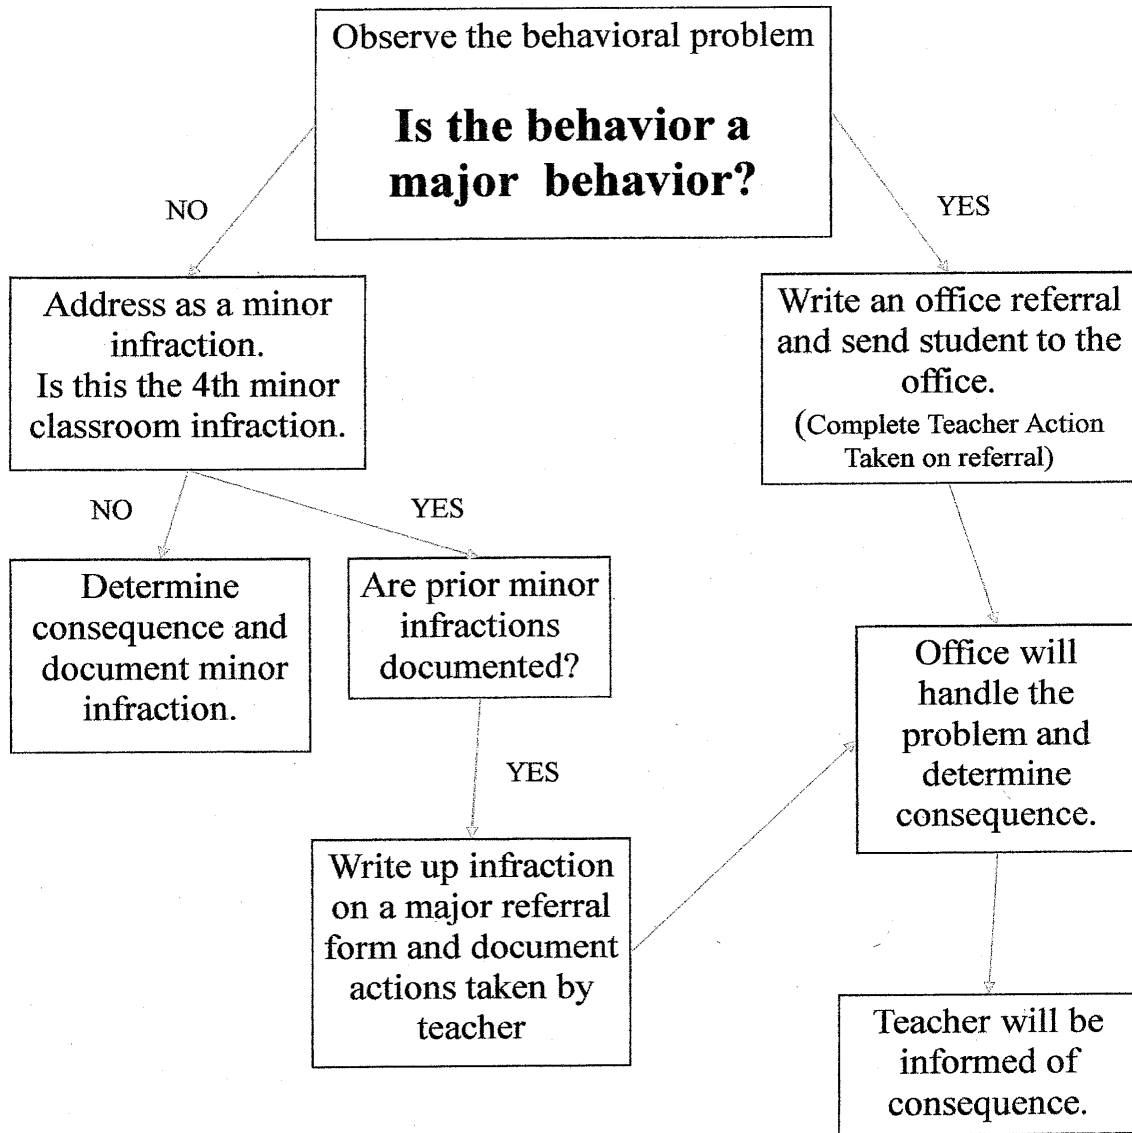 Observe the behavioral problem
Is the behavior a
major behavior?
NO
YES
Address as a minor
infraction.
Is this the 4th minor
classroom infraction.
Write an office referral
and send student to the
office.
(Complete Teacher Action
Taken on referral)
NO
YES
Determine
consequence and
document minor
infraction.
Are prior minor
infractions
documented?
Office will
handle the
problem and
determine
consequence.
YES
Write up infraction
on a major referral
form and document
actions taken by
teacher
Teacher will be
informed of
consequence.